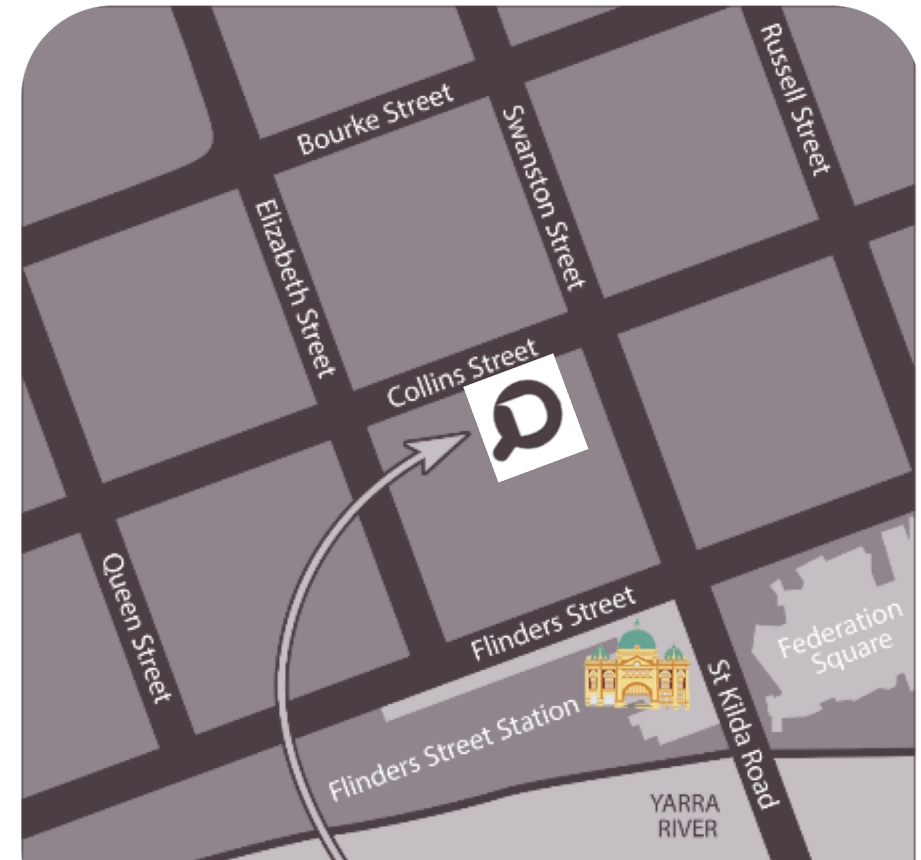 Russell Street
Bourke Street
Swanston Street
Elizabeth Street
Collins Street
Queen Street
Flinders Street
Federation
Square
St Kilda Road
Flinders Street Station
YARRA
RIVER